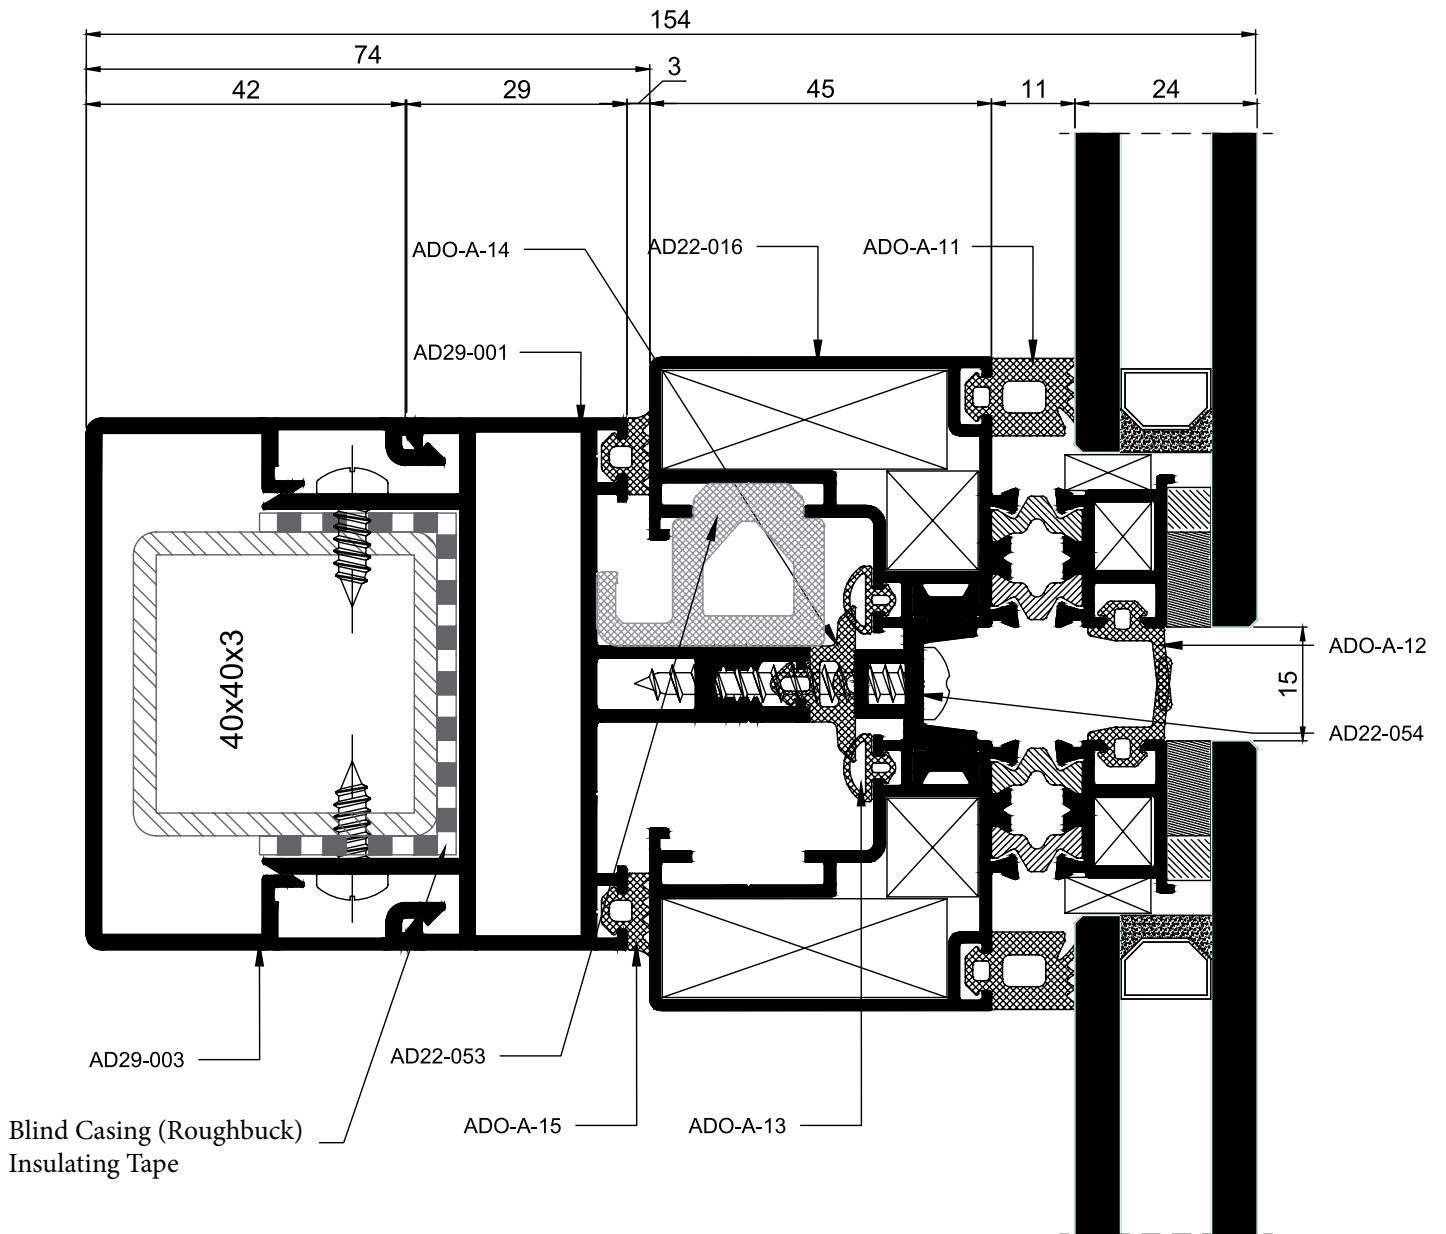 154
74
3
42
29
45
11
24
ADO-A-14
AD22-016
ADO-A-11
AD29-001
40x40x3
ADO-A-12
15
AD22-054
AD29-003
AD22-053
ADO-A-15
ADO-A-13
Blind Casing (Roughbuck)
Insulating Tape